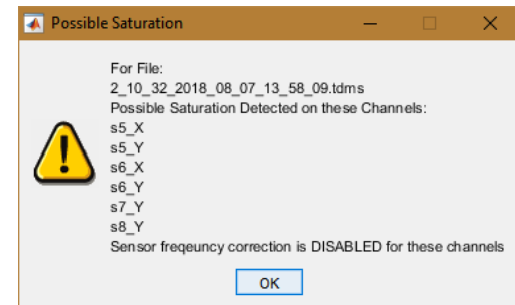 Possible Saturation
For File:
2_10_32_2018_08_07_13_58_09.tdms
Possible Saturation Detected on these Channels:
s5_X
s5_Y
s6_X
s6_Y
s7_Y
s8_Y
Sensor freqeuncy correction is DISABLED for these channels
OK